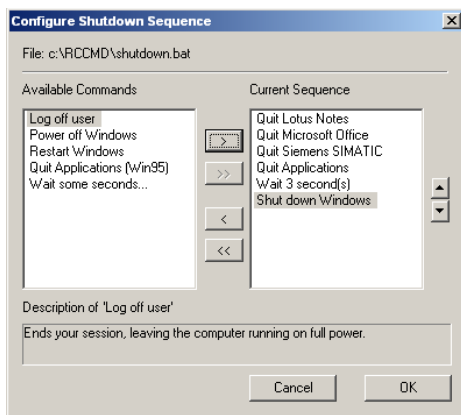 Configure Shutdown Sequence
File: c:\RCCMD\shutdown.bat
Available Commands
Log off user
Power off Windows
Restart Windows
Quit Applications (Win95)
Wait some seconds...
>
>>
<
<<
Current Sequence
Quit Lotus Notes
Quit Microsoft Office
Quit Siemens SIMATIC
Quit Applications
Wait 3 second(s)
Shut down Windows
Description of 'Log off user'
Ends your session, leaving the computer running on full power.
Cancel
OK